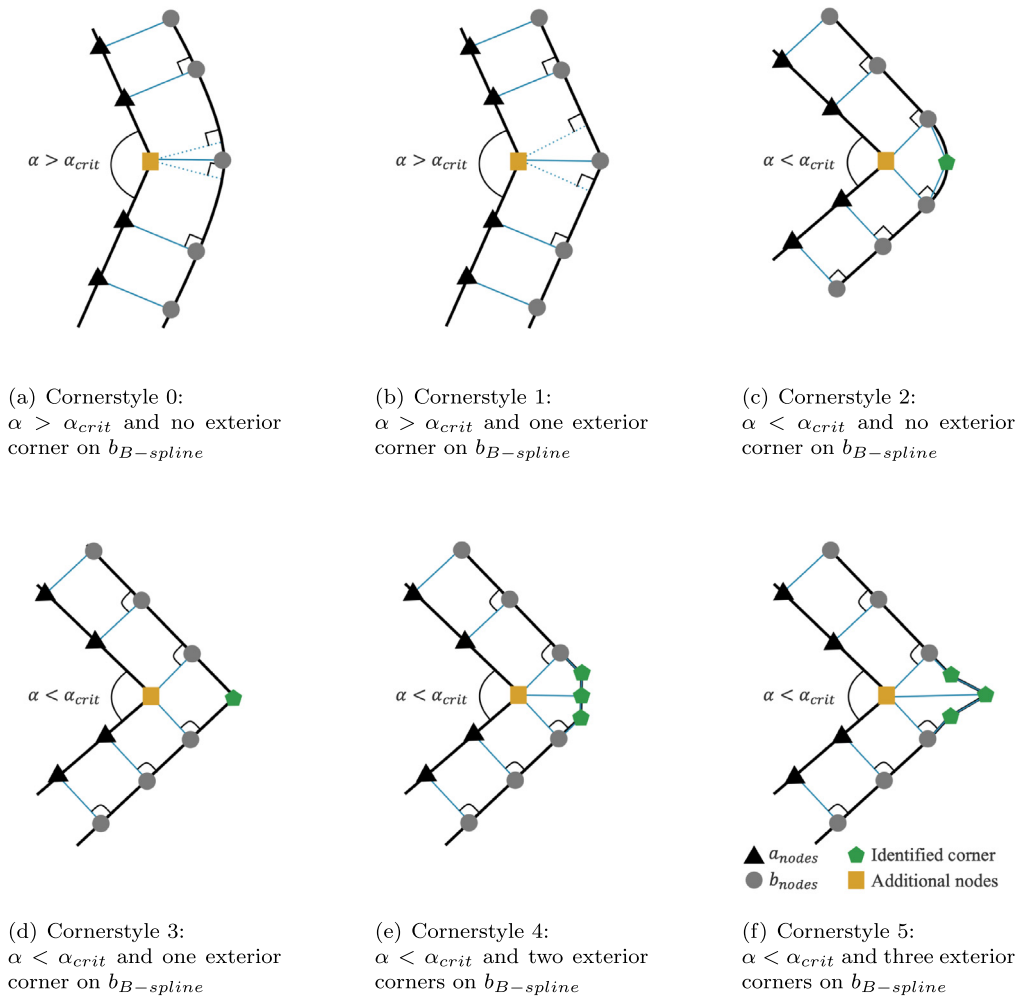 α > α_crit
α > α_crit
α < α_crit
(a) Cornerstyle 0:
α > α_crit and no exterior
corner on b_B−spline
(b) Cornerstyle 1:
α > α_crit and one exterior
corner on b_B−spline
(c) Cornerstyle 2:
α < α_crit and no exterior
corner on b_B−spline
α < α_crit
α < α_crit
α < α_crit
a_nodes
Identified corner
b_nodes
Additional nodes
(d) Cornerstyle 3:
α < α_crit and one exterior
corner on b_B−spline
(e) Cornerstyle 4:
α < α_crit and two exterior
corners on b_B−spline
(f) Cornerstyle 5:
α < α_crit and three exterior
corners on b_B−spline